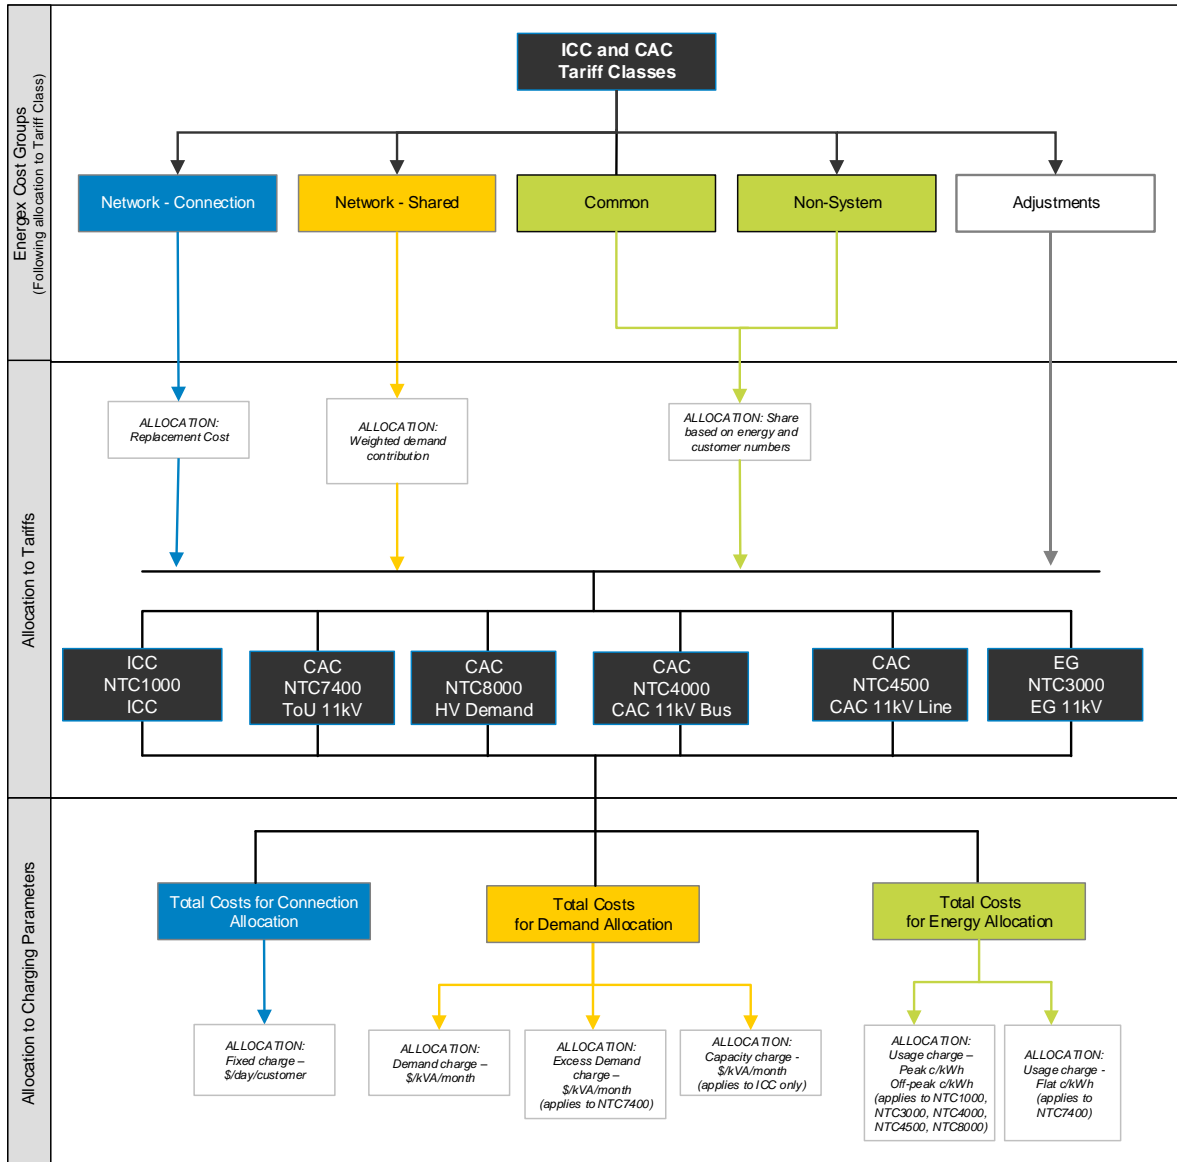 Energex Cost Groups
(Following allocation to Tariff Class)
ICC and CAC
Tariff Classes
Network - Connection
Network - Shared
Common
Non-System
Adjustments
Allocation to Tariffs
ALLOCATION:
Replacement Cost
ALLOCATION:
Weighted demand
contribution
ALLOCATION: Share
based on energy and
customer numbers
ICC
NTC1000
ICC
CAC
NTC7400
ToU 11kV
CAC
NTC8000
HV Demand
CAC
NTC4000
CAC 11kV Bus
CAC
NTC4500
CAC 11kV Line
EG
NTC3000
EG 11kV
Allocation to Charging Parameters
Total Costs for Connection
Allocation
Total Costs
for Demand Allocation
Total Costs
for Energy Allocation
ALLOCATION:
Fixed charge –
$/day/customer
ALLOCATION:
Demand charge –
$/kVA/month
ALLOCATION:
Excess Demand
charge –
$/kVA/month
(applies to NTC7400)
ALLOCATION:
Capacity charge -
$/kVA/month
(applies to ICC only)
ALLOCATION:
Usage charge –
Peak c/kWh
Off-peak c/kWh
(applies to NTC1000,
NTC3000, NTC4000,
NTC4500, NTC8000)
ALLOCATION:
Usage charge -
Flat c/kWh
(applies to
NTC7400)